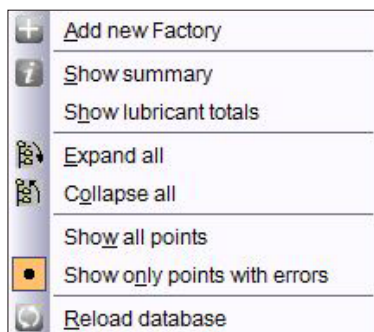 Add new Factory
Show summary
Show lubricant totals
Expand all
Collapse all
Show all points
Show only points with errors
Reload database